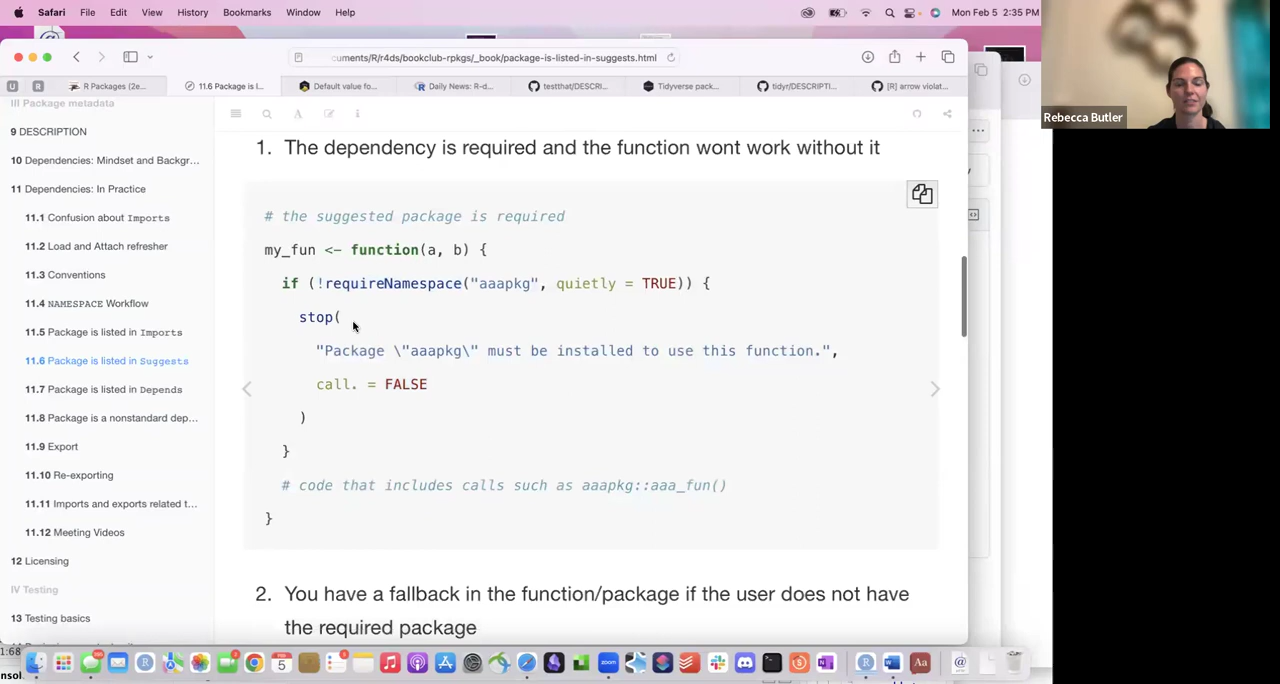 Safari File Edit View History Bookmarks Window Help Mon Feb 5 2:35 PM
uments/R/r4ds/bookclub-rpkgs/_book/package-is-listed-in-suggests.html
R Packages (2e... 11.6 Package is l... Default value fo... Daily News: R-d... testthat/DESCRI... Tidyverse pack... tidyr/DESCRIPTI... [R] arrow violat...
III Package metadata
9 DESCRIPTION
10 Dependencies: Mindset and Backgr...
11 Dependencies: In Practice
11.1 Confusion about Imports
11.2 Load and Attach refresher
11.3 Conventions
11.4 NAMESPACE Workflow
11.5 Package is listed in Imports
11.6 Package is listed in Suggests
11.7 Package is listed in Depends
11.8 Package is a nonstandard dep...
11.9 Export
11.10 Re-exporting
11.11 Imports and exports related t...
11.12 Meeting Videos
12 Licensing
IV Testing
13 Testing basics
1. The dependency is required and the function wont work without it
# the suggested package is required
my_fun <- function(a, b) {
if (!requireNamespace("aaapkg", quietly = TRUE)) {
stop(
"Package \"aaapkg\" must be installed to use this function.",
call. = FALSE
)
}
# code that includes calls such as aaapkg::aaa_fun()
}
2. You have a fallback in the function/package if the user does not have
the required package
Rebecca Butler
1:68
nsol